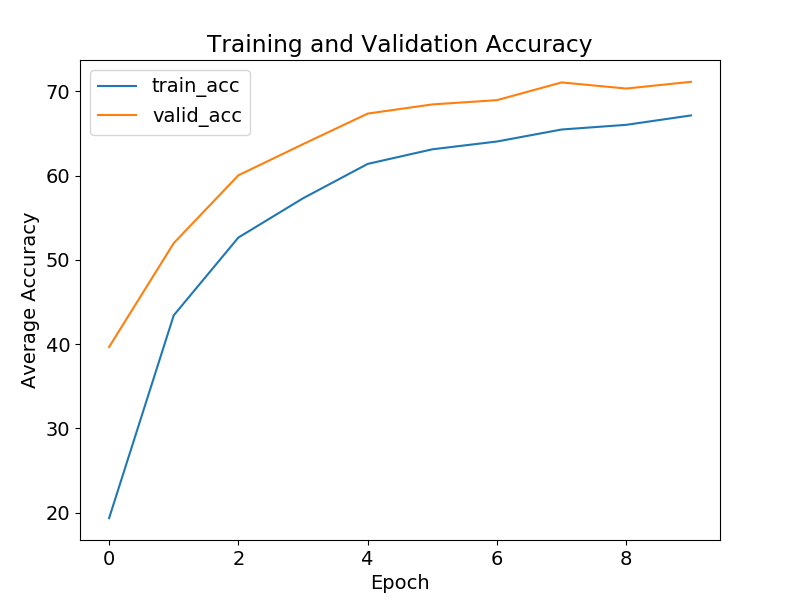 Training and Validation Accuracy
train_acc
valid_acc
70
60
50
40
30
20
Average Accuracy
0 2 4 6 8
Epoch